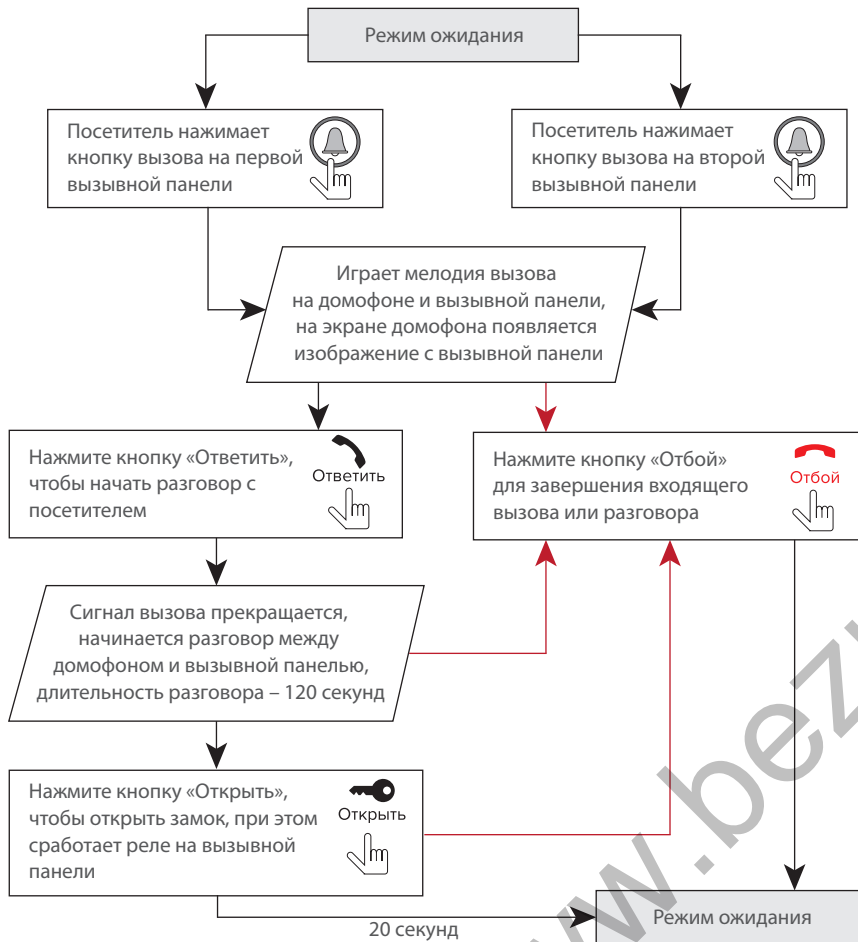 Режим ожидания
Посетитель нажимает
кнопку вызова на первой
вызывной панели
Посетитель нажимает
кнопку вызова на второй
вызывной панели
Играет мелодия вызова
на домофоне и вызывной панели,
на экране домофона появляется
изображение с вызывной панели
Нажмите кнопку «Ответить»,
чтобы начать разговор с
посетителем
Ответить
Нажмите кнопку «Отбой»
для завершения входящего
вызова или разговора
Отбой
Сигнал вызова прекращается,
начинается разговор между
домофоном и вызывной панелью,
длительность разговора – 120 секунд
Нажмите кнопку «Открыть»,
чтобы открыть замок, при этом
сработает реле на вызывной
панели
Открыть
20 секунд
Режим ожидания